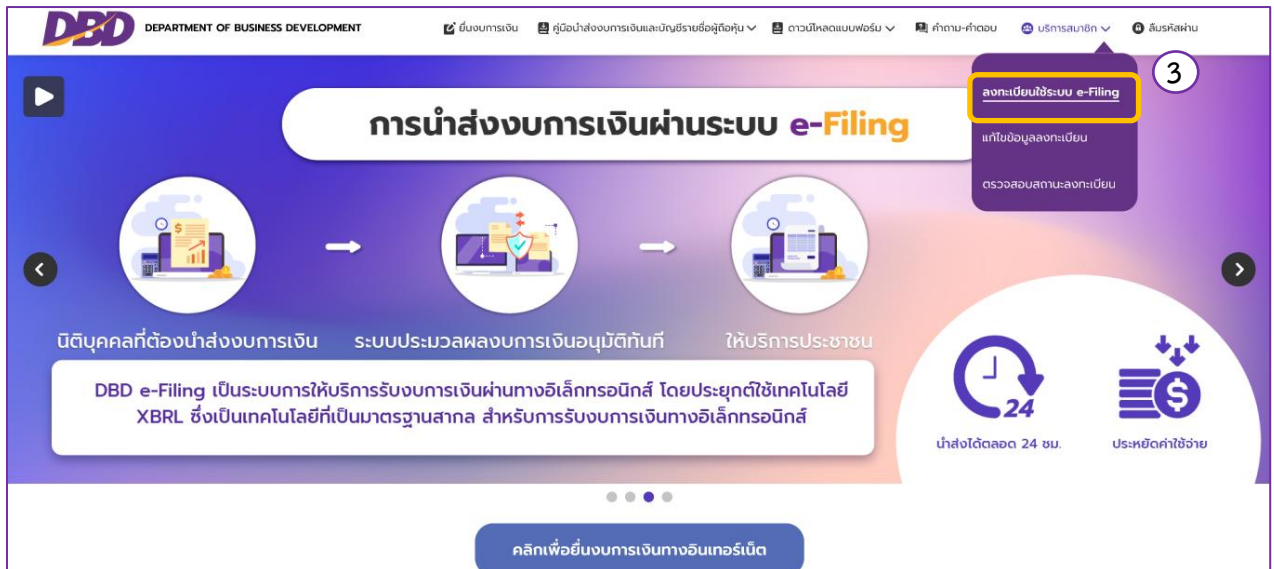 DBD DEPARTMENT OF BUSINESS DEVELOPMENT ยื่นงบการเงิน คู่มือนำส่งงบการเงินและบัญชีรายชื่อผู้ถือหุ้น ดาวน์โหลดแบบฟอร์ม คำถาม-คำตอบ บริการสมาชิก ลืมรหัสผ่าน
3
ลงทะเบียนใช้ระบบ e-Filing
แก้ไขข้อมูลลงทะเบียน
ตรวจสอบสถานะลงทะเบียน
การนำส่งงบการเงินผ่านระบบ e-Filing
นิติบุคคลที่ต้องนำส่งงบการเงิน ระบบประมวลผลงบการเงินอนุมัติทันที ให้บริการประชาชน
DBD e-Filing เป็นระบบการให้บริการรับงบการเงินผ่านทางอิเล็กทรอนิกส์ โดยประยุกต์ใช้เทคโนโลยี
XBRL ซึ่งเป็นเทคโนโลยีที่เป็นมาตรฐานสากล สำหรับการรับงบการเงินทางอิเล็กทรอนิกส์
24
นำส่งได้ตลอด 24 ชม. ประหยัดค่าใช้จ่าย
คลิกเพื่อยื่นงบการเงินทางอินเทอร์เน็ต